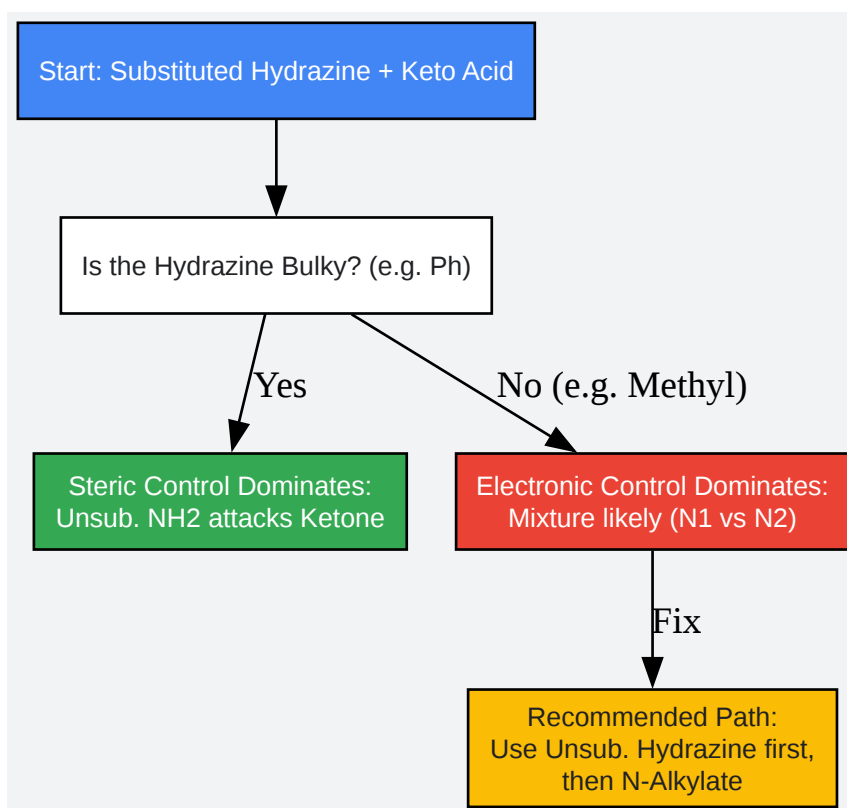 Start: Substituted Hydrazine + Keto Acid
Is the Hydrazine Bulky? (e.g. Ph)
Yes
No (e.g. Methyl)
Steric Control Dominates:
Unsub. NH2 attacks Ketone
Electronic Control Dominates:
Mixture likely (N1 vs N2)
Fix
Recommended Path:
Use Unsub. Hydrazine first,
then N-Alkylate